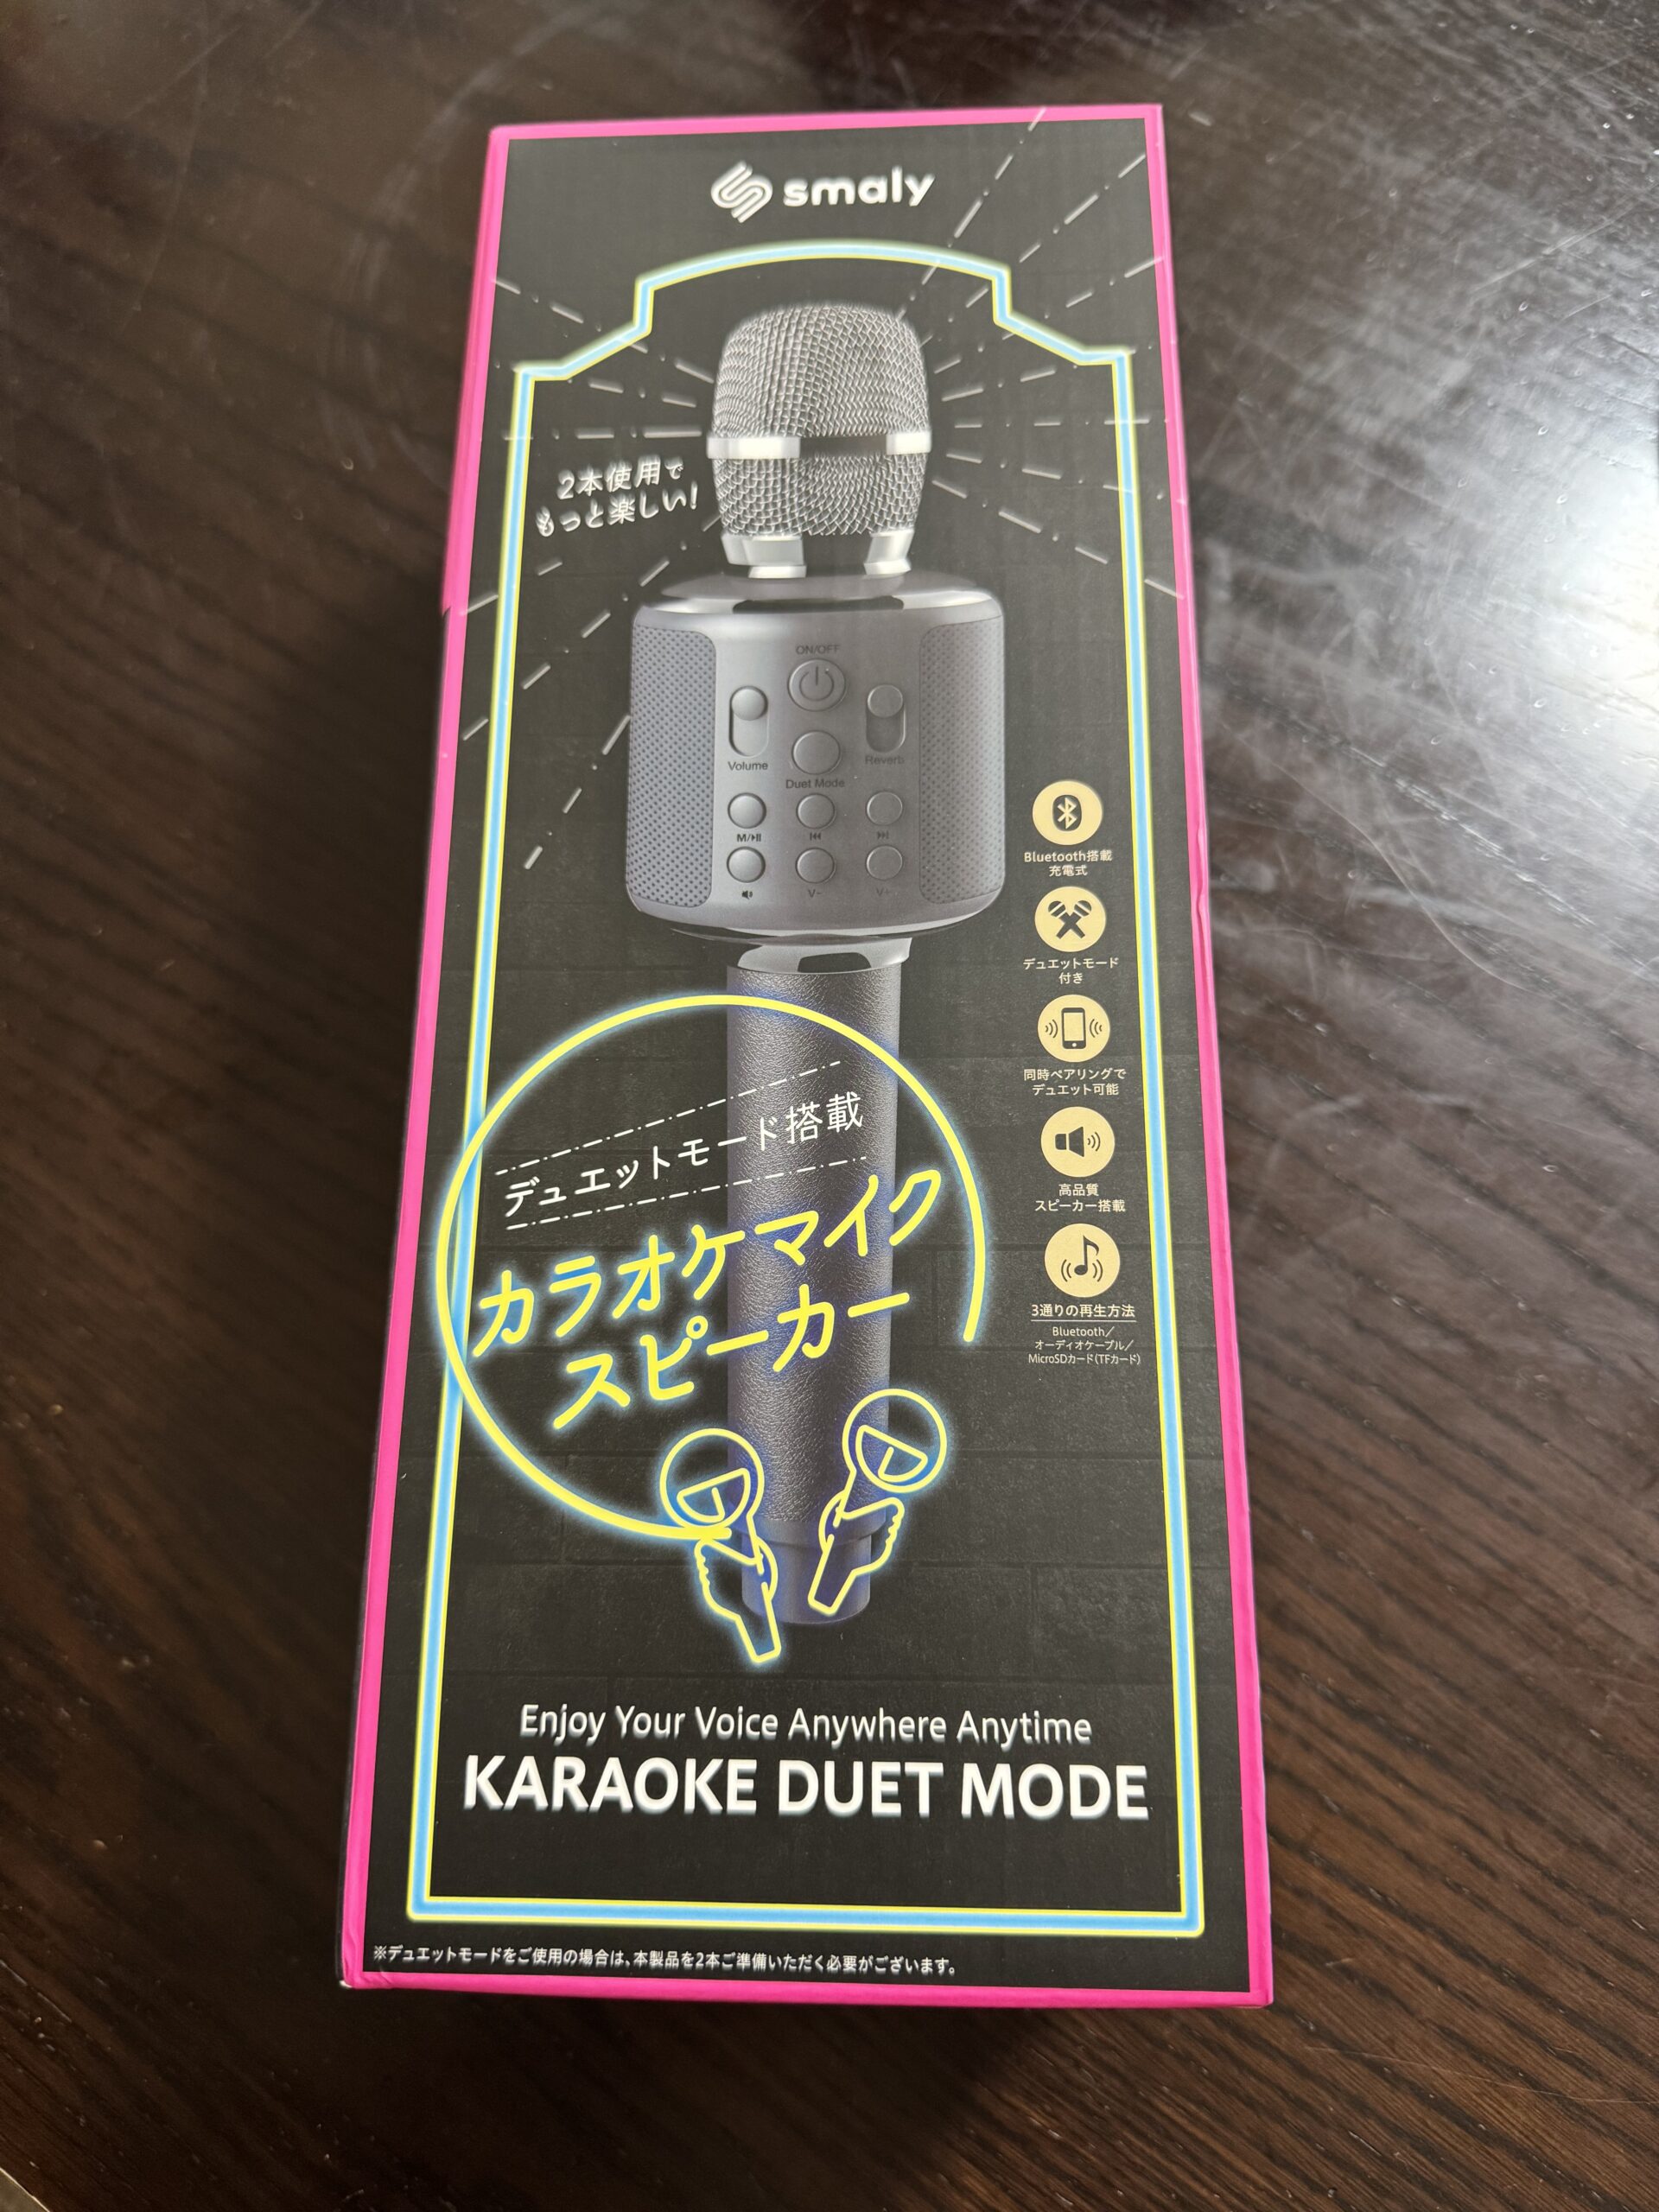 smaly
2本使用で
もっと楽しい!
ON/OFF
Volume
Reverb
Duet Mode
M/
V-
V+
Bluetooth搭載
充電式
デュエットモード
付き
同時ペアリングで
デュエット可能
高品質
スピーカー搭載
3通りの再生方法
Bluetooth/
オーディオケーブル/
MicroSDカード(TFカード)
デュエットモード搭載
カラオケマイク
スピーカー
Enjoy Your Voice Anywhere Anytime
KARAOKE DUET MODE
※デュエットモードをご使用の場合は、本製品を2本ご準備いただく必要がございます。